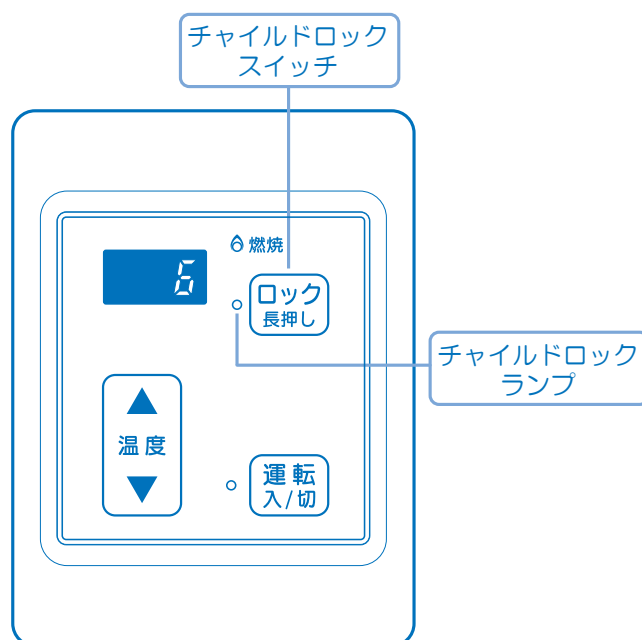 チャイルドロック
スイッチ
燃焼
6
ロック
長押し
チャイルドロック
ランプ
温度
運転
入/切